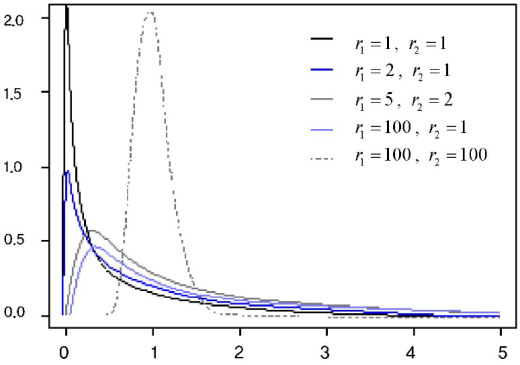 2.0
1.5
1.0
0.5
0.0
r₁=1, r₂=1
r₁=2, r₂=1
r₁=5, r₂=2
r₁=100, r₂=1
r₁=100, r₂=100
0 1 2 3 4 5